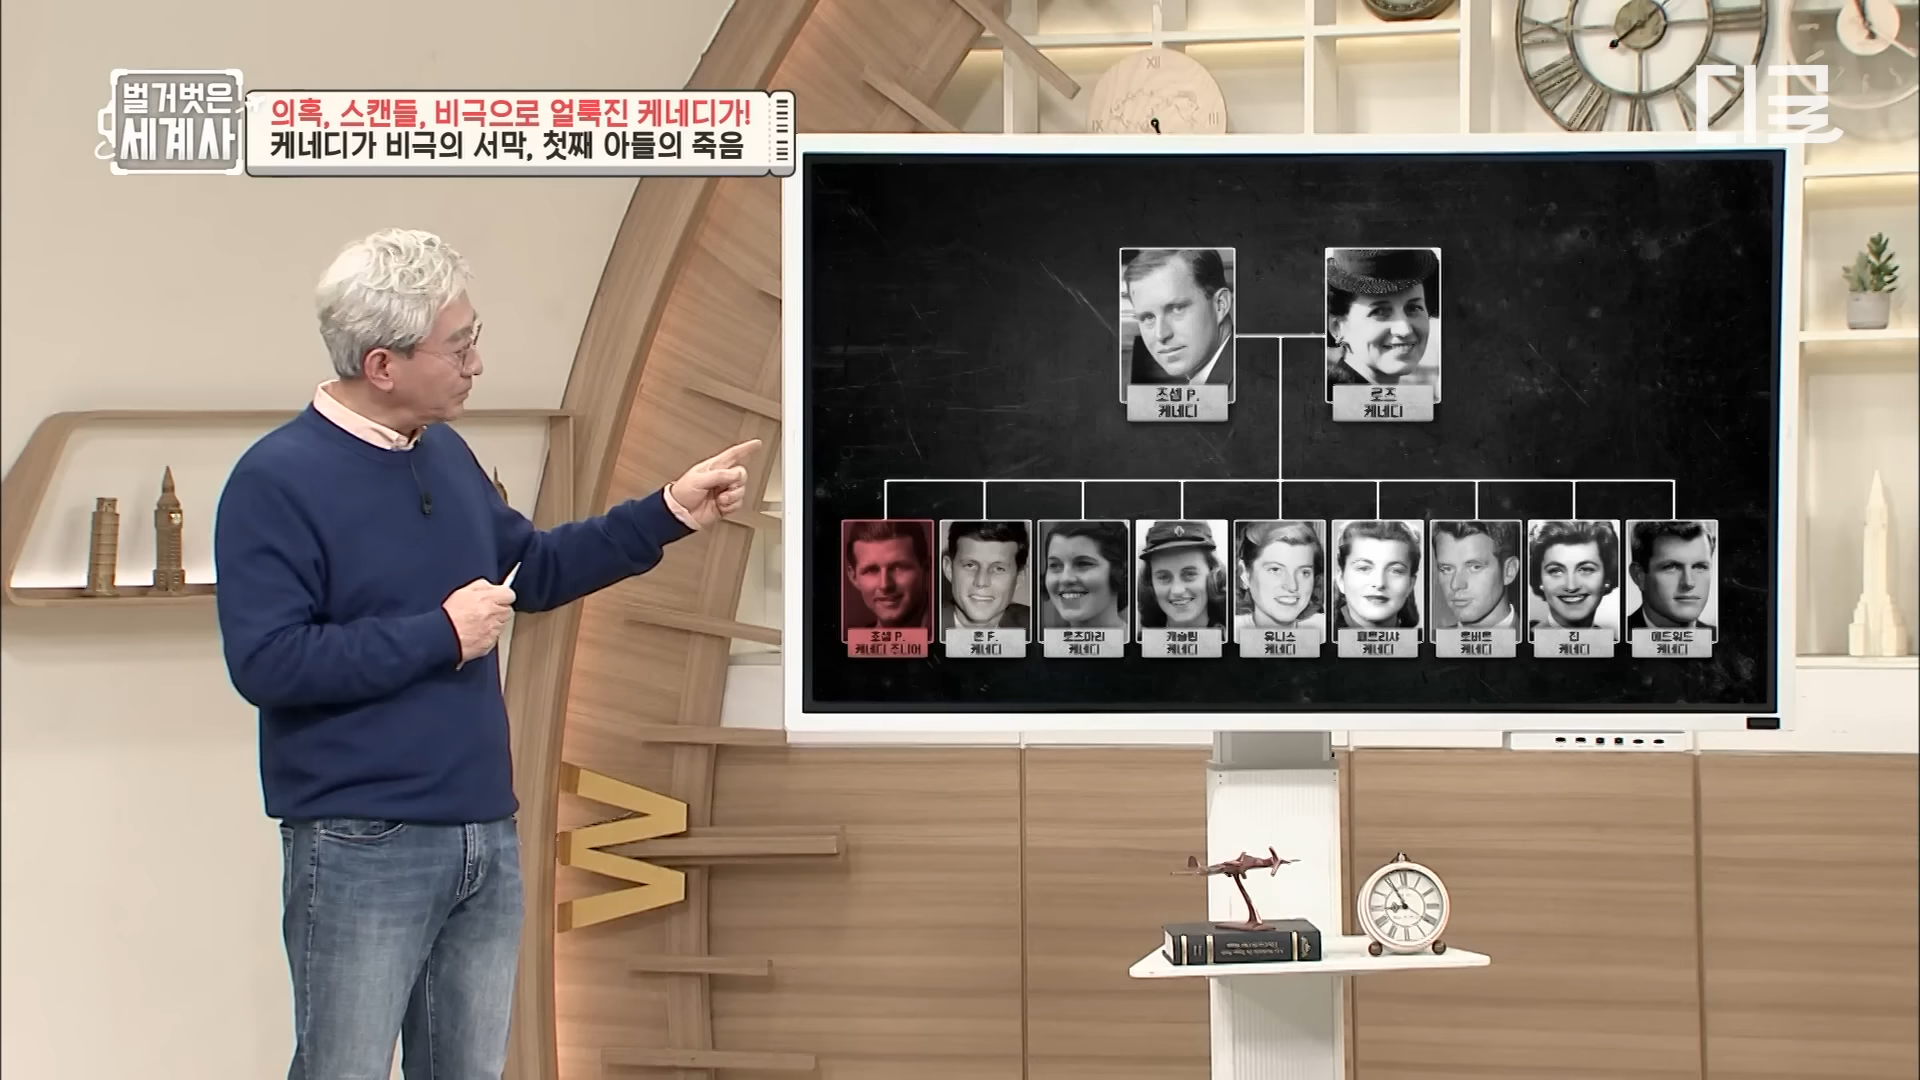 벌거벗은
세계사
의혹, 스캔들, 비극으로 얼룩진 케네디가!
케네디가 비극의 서막, 첫째 아들의 죽음
디글
XII
III
IX
조셉 P.
케네디
로즈
케네디
조셉 P.
케네디 주니어
존 F.
케네디
로즈마리
케네디
캐슬린
케네디
유니스
케네디
패트리샤
케네디
로버트
케네디
진
케네디
에드워드
케네디
W